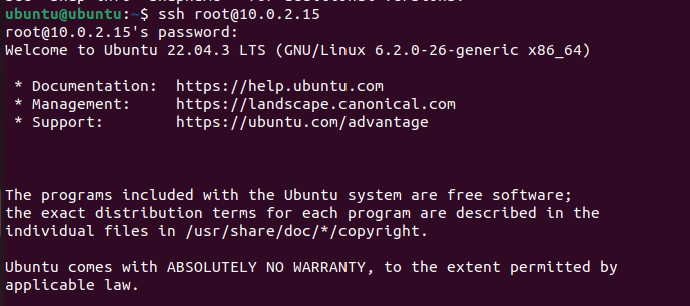 ubuntu@ubuntu:~$ ssh root@10.0.2.15
root@10.0.2.15's password:
Welcome to Ubuntu 22.04.3 LTS (GNU/Linux 6.2.0-26-generic x86_64)
* Documentation:  https://help.ubuntu.com
* Management:     https://landscape.canonical.com
* Support:        https://ubuntu.com/advantage
The programs included with the Ubuntu system are free software;
the exact distribution terms for each program are described in the
individual files in /usr/share/doc/*/copyright.
Ubuntu comes with ABSOLUTELY NO WARRANTY, to the extent permitted by
applicable law.